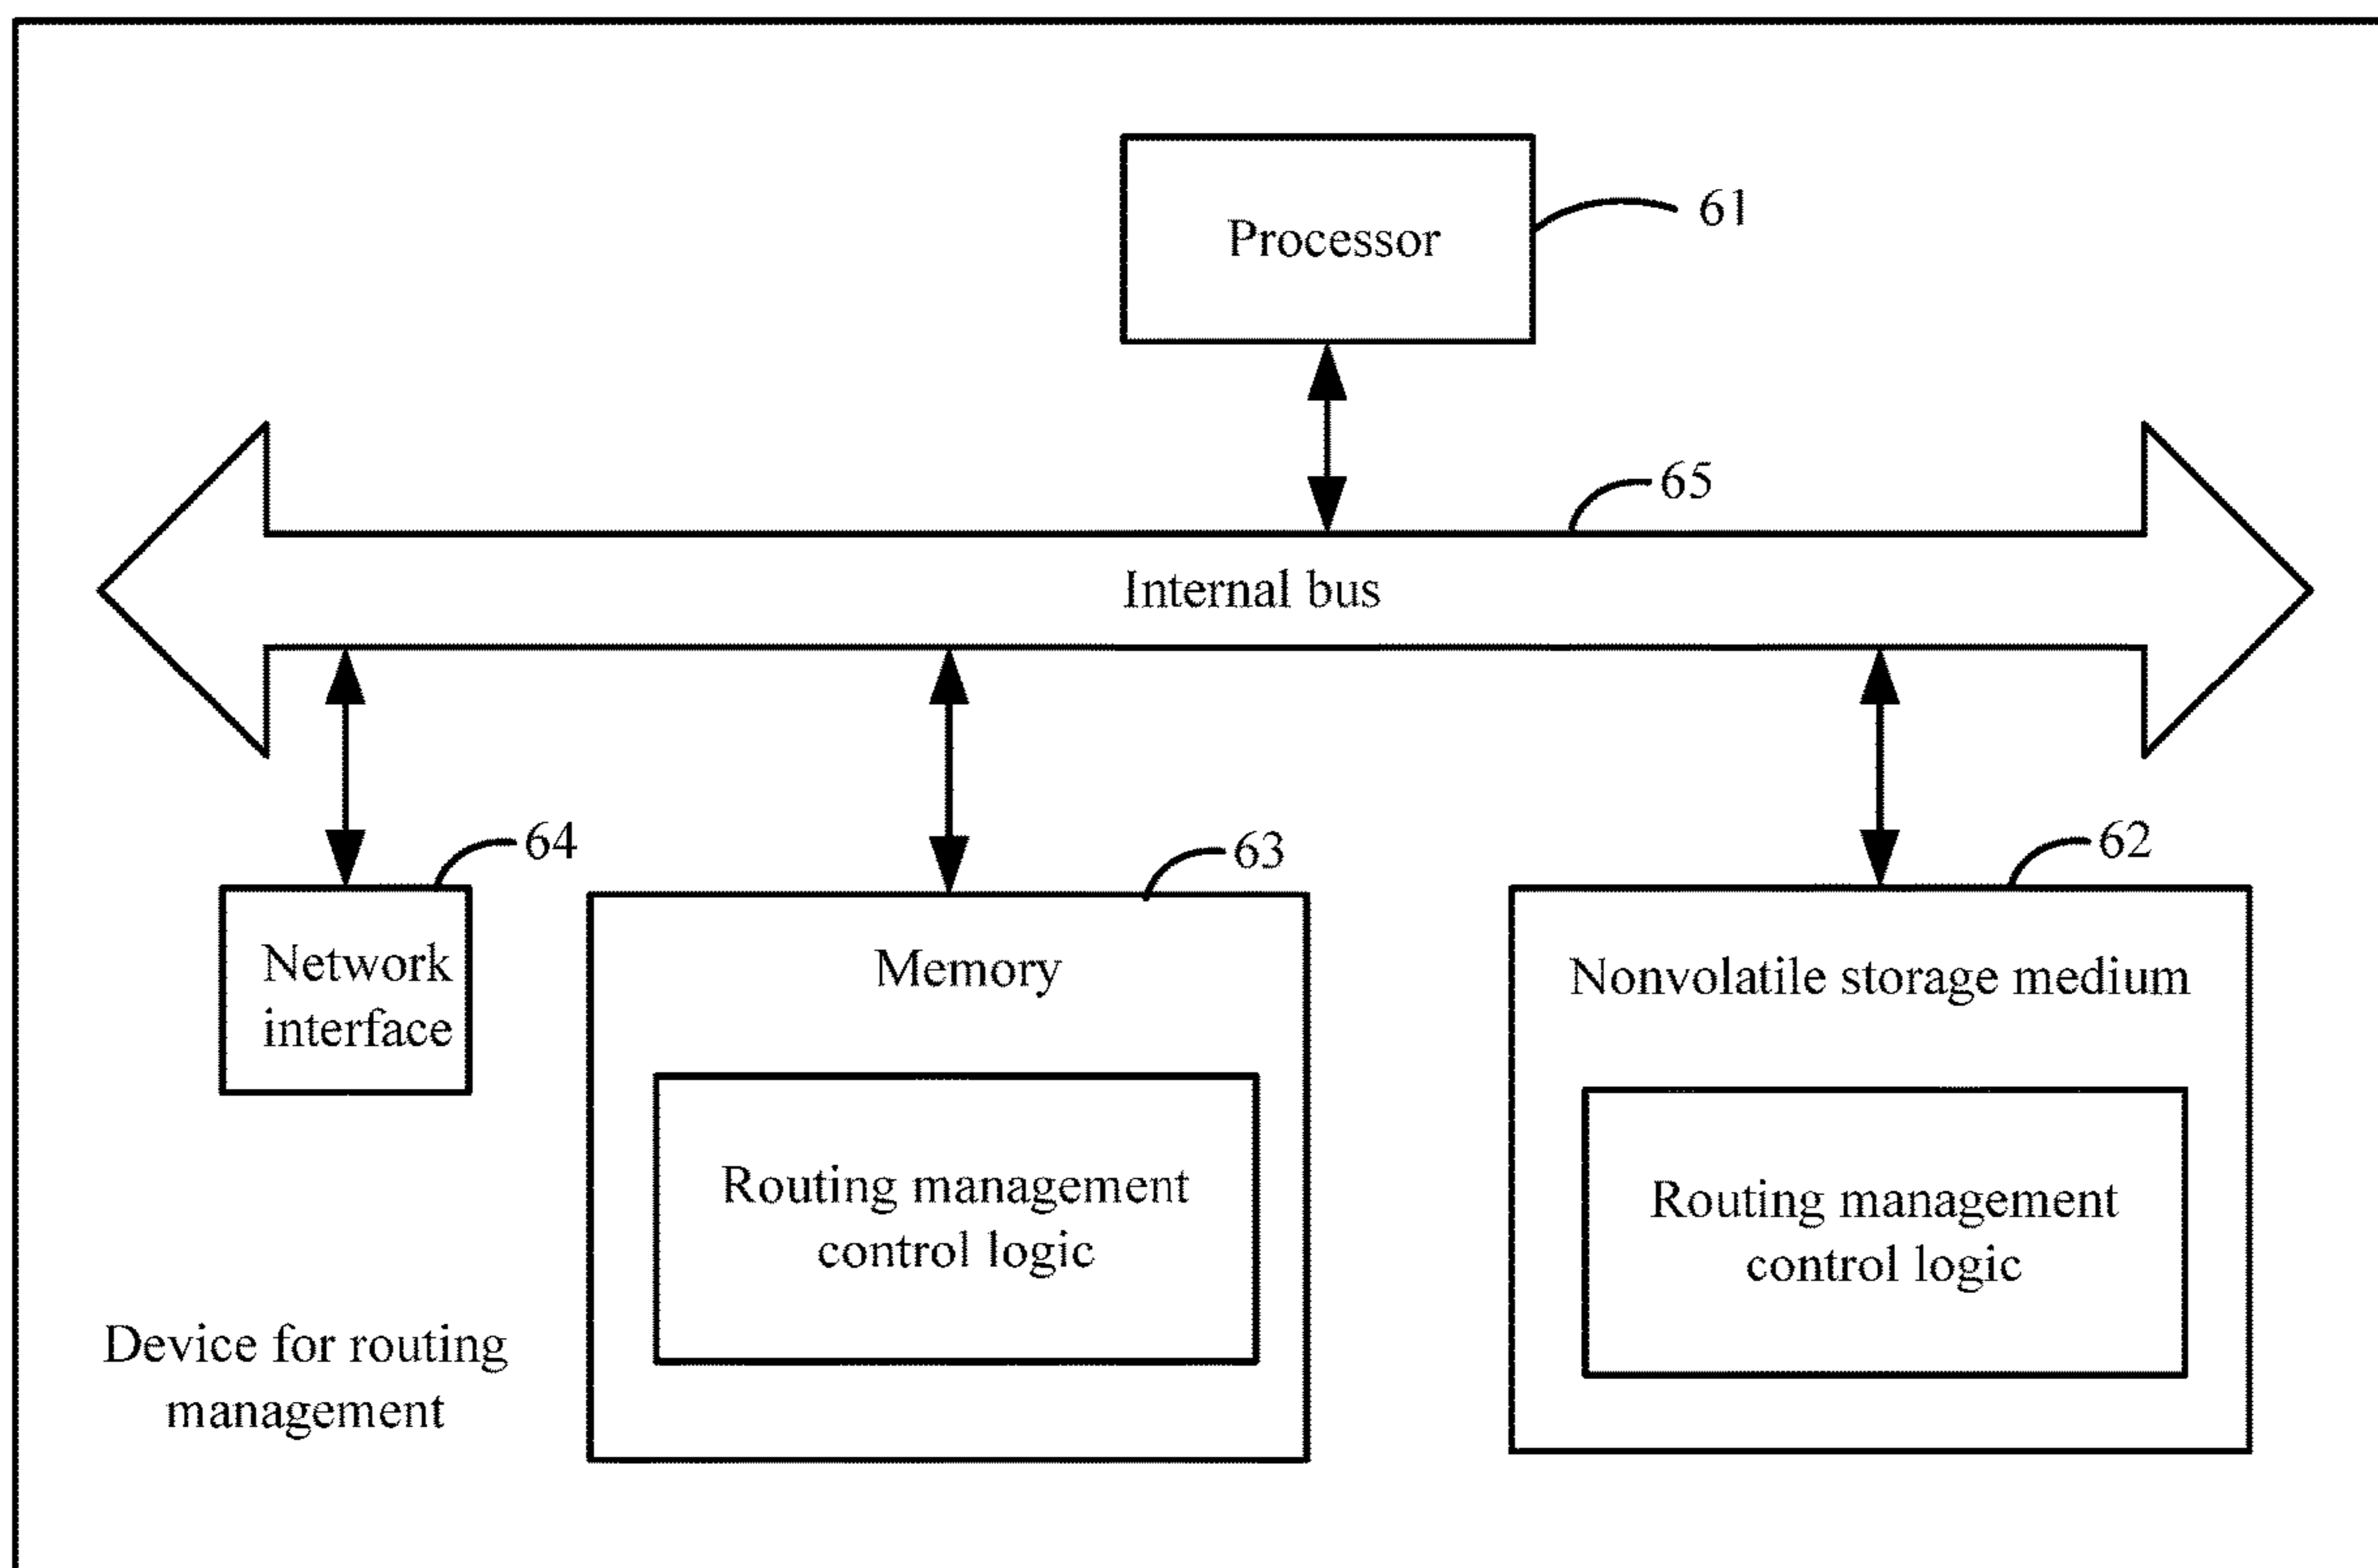 Processor
61
65
Internal bus
64
63
62
Network
interface
Memory
Nonvolatile storage medium
Routing management
control logic
Routing management
control logic
Device for routing
management